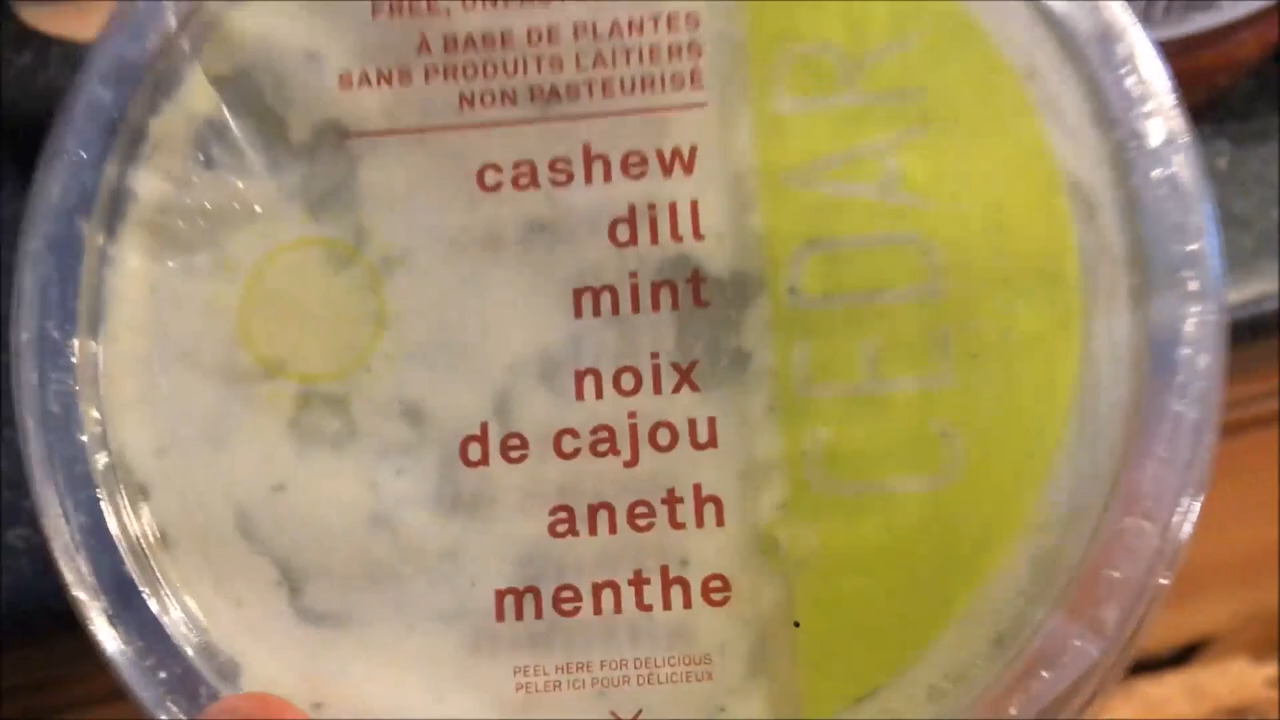 FREE,
À BASE DE PLANTES
SANS PRODUITS LAITIERS
NON PASTEURISÉ
cashew
dill
mint
noix
de cajou
aneth
menthe
PEEL HERE FOR DELICIOUS
PELER ICI POUR DÉLICIEUX
CEDAR